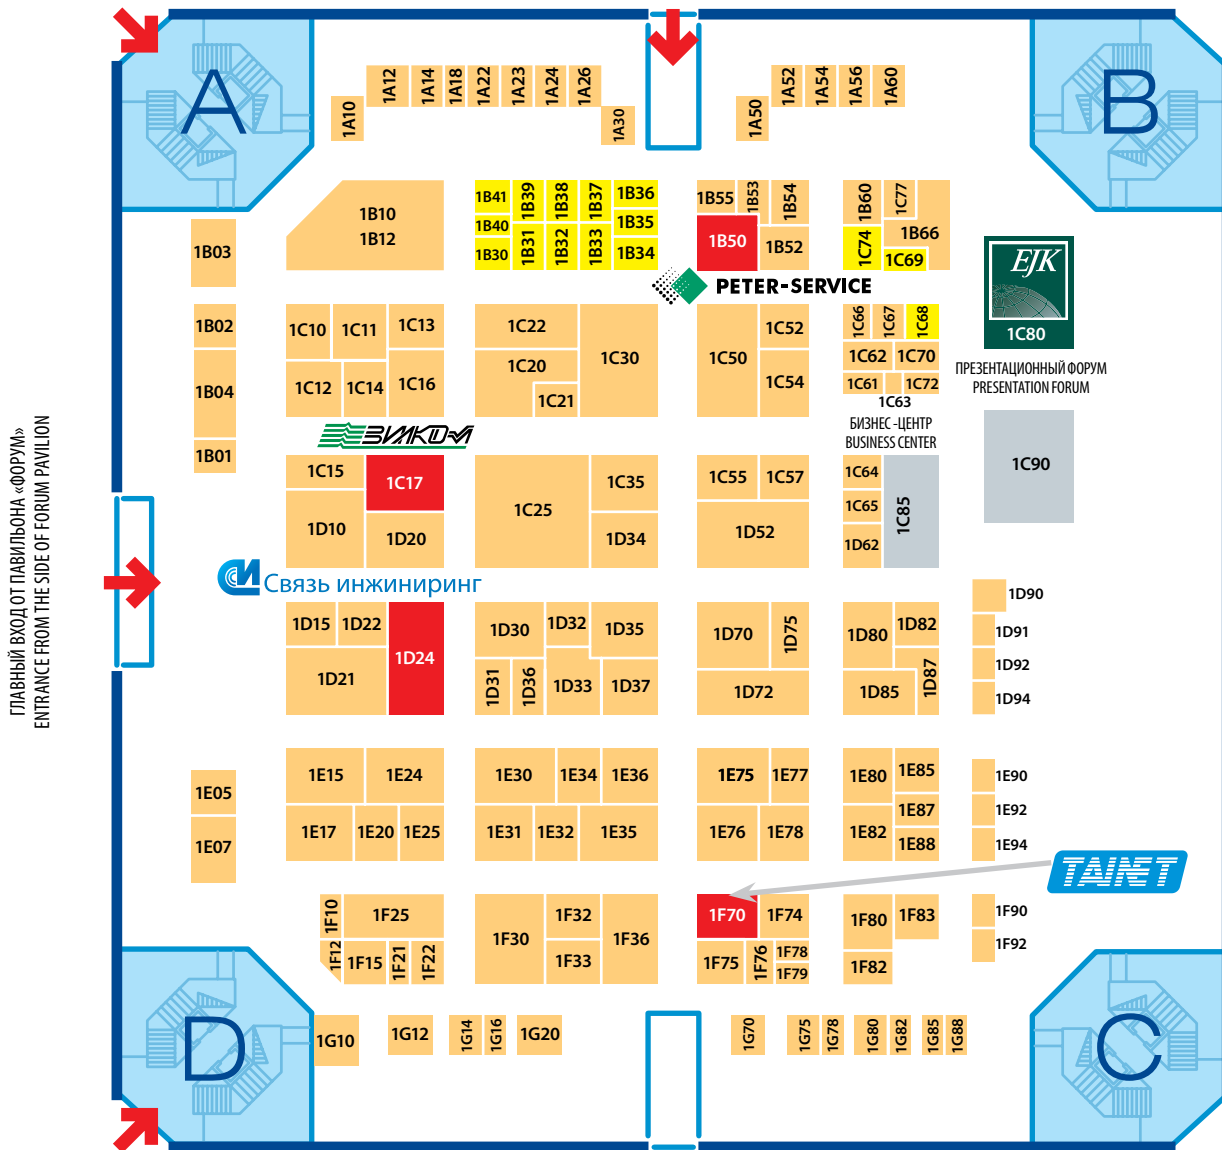 A
B
1A10
1A12
1A14
1A18
1A22
1A23
1A24
1A26
1A30
1A50
1A52
1A54
1A56
1A60
1B03
1B10
1B12
1B41
1B40
1B30
1B39
1B31
1B38
1B32
1B37
1B33
1B36
1B35
1B34
1B55
1B53
1B54
1B50
1B52
1B60
1C77
1B66
1C74
1C69
PETER-SERVICE
EJK
1C80
ПРЕЗЕНТАЦИОННЫЙ ФОРУМ
PRESENTATION FORUM
1B02
1B04
1B01
1C10
1C11
1C13
1C12
1C14
1C16
1C22
1C20
1C21
1C30
1C50
1C52
1C54
1C66
1C67
1C68
1C62
1C70
1C61
1C72
1C63
БИЗНЕС -ЦЕНТР
BUSINESS CENTER
ВИКОМ
1C15
1C17
1D10
1D20
1C25
1C35
1D34
1C55
1C57
1D52
1C64
1C65
1D62
1C85
1C90
ГЛАВНЫЙ ВХОД ОТ ПАВИЛЬОНА «ФОРУМ»
ENTRANCE FROM THE SIDE OF FORUM PAVILION
Связь инжиниринг
1D15
1D22
1D24
1D21
1D30
1D32
1D35
1D31
1D36
1D33
1D37
1D70
1D75
1D72
1D80
1D82
1D85
1D87
1D90
1D91
1D92
1D94
1E05
1E07
1E15
1E24
1E17
1E20
1E25
1E30
1E34
1E36
1E31
1E32
1E35
1E75
1E77
1E76
1E78
1E80
1E85
1E87
1E82
1E88
1E90
1E92
1E94
TAINET
1F10
1F25
1F12
1F15
1F21
1F22
1F30
1F32
1F33
1F36
1F70
1F74
1F75
1F76
1F78
1F79
1F80
1F83
1F82
1F90
1F92
D
C
1G10
1G12
1G14
1G16
1G20
1G70
1G75
1G78
1G80
1G82
1G85
1G88